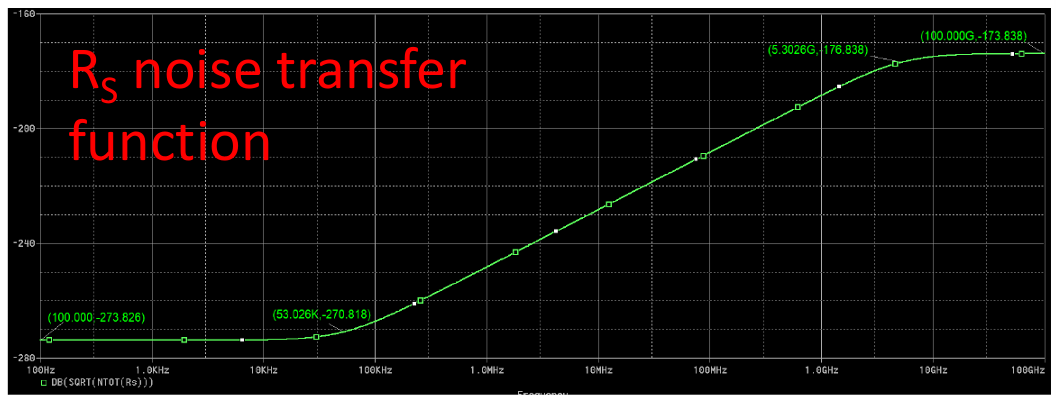 -160
(100.000G,-173.838)
(5.3026G,-176.838)
R_S noise transfer
function
-200
-240
(100.000,-273.826)
(53.026K,-270.818)
-280
100Hz 1.0KHz 10KHz 100KHz 1.0MHz 10MHz 100MHz 1.0GHz 10GHz 100GHz
DB(SQRT(NTOT(Rs)))
Frequency